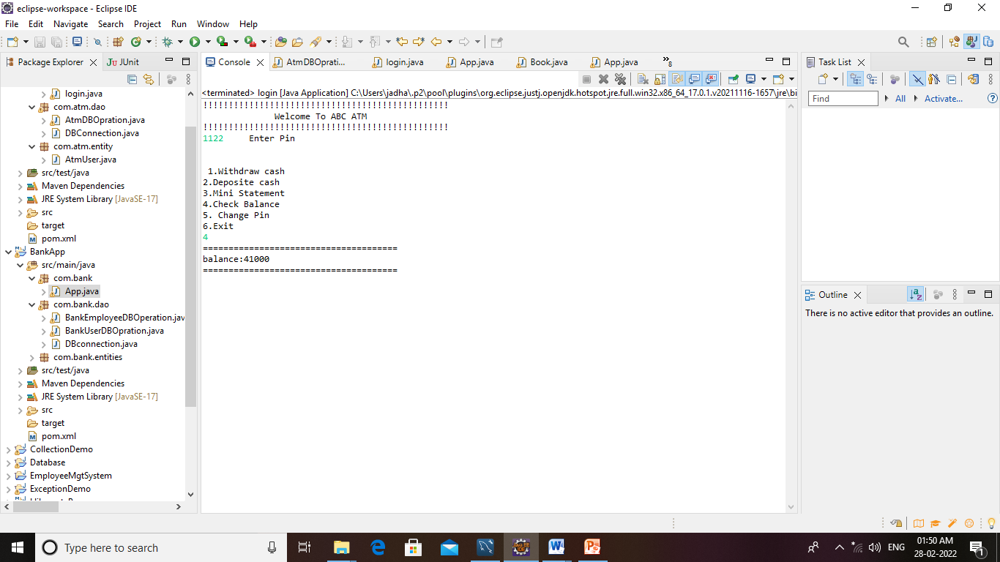 eclipse-workspace - Eclipse IDE
File Edit Navigate Search Project Run Window Help
Package Explorer JUnit
login.java
com.atm.dao
AtmDBOpration.java
DBConnection.java
com.atm.entity
AtmUser.java
src/test/java
Maven Dependencies
JRE System Library [JavaSE-17]
src
target
pom.xml
BankApp
src/main/java
com.bank
App.java
com.bank.dao
BankEmployeeDBOperation.jav
BankUserDBOpration.java
DBconnection.java
com.bank.entities
src/test/java
Maven Dependencies
JRE System Library [JavaSE-17]
src
target
pom.xml
CollectionDemo
Database
EmployeeMgtSystem
ExceptionDemo
Console AtmDBOprati... login.java App.java Book.java App.java »8
<terminated> login [Java Application] C:\Users\jadha\.p2\pool\plugins\org.eclipse.justj.openjdk.hotspot.jre.full.win32.x86_64_17.0.1.v20211116-1657\jre\bi
!!!!!!!!!!!!!!!!!!!!!!!!!!!!!!!!!!!!!!!!!!!!!!!!
Welcome To ABC ATM
!!!!!!!!!!!!!!!!!!!!!!!!!!!!!!!!!!!!!!!!!!!!!!!!
1122 Enter Pin
1.Withdraw cash
2.Deposite cash
3.Mini Statement
4.Check Balance
5. Change Pin
6.Exit
4
======================================
balance:41000
======================================
Task List
Find All Activate...
Outline
There is no active editor that provides an outline.
Type here to search
ENG
01:50 AM
28-02-2022
1